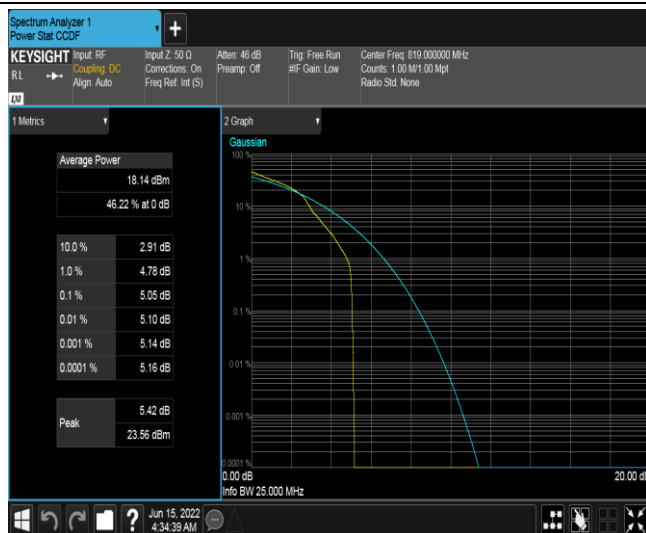 Spectrum Analyzer 1
Power Stat CCDF
KEYSIGHT
RL
LXI
Input: RF
Coupling: DC
Align: Auto
Input Z: 50 Ω
Corrections: On
Freq Ref: Int (S)
Atten: 46 dB
Preamp: Off
Trig: Free Run
#IF Gain: Low
Center Freq: 819.000000 MHz
Counts: 1.00 M/1.00 Mpt
Radio Std: None
1 Metrics
Average Power
18.14 dBm
46.22 % at 0 dB
10.0 % 2.91 dB
1.0 % 4.78 dB
0.1 % 5.05 dB
0.01 % 5.10 dB
0.001 % 5.14 dB
0.0001 % 5.16 dB
Peak
5.42 dB
23.56 dBm
2 Graph
Gaussian
100 %
10 %
1 %
0.1 %
0.01 %
0.001 %
0.0001 %
0.00 dB
20.00 dB
Info BW 25.000 MHz
Jun 15, 2022
4:34:39 AM